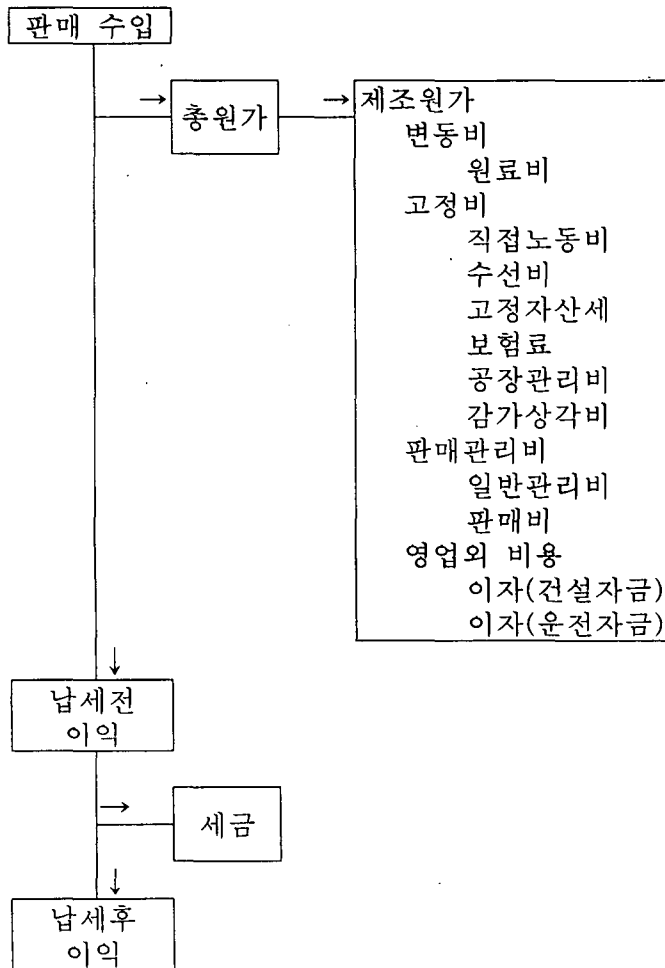 판매 수입
총원가
제조원가
변동비
원료비
고정비
직접노동비
수선비
고정자산세
보험료
공장관리비
감가상각비
판매관리비
일반관리비
판매비
영업외 비용
이자(건설자금)
이자(운전자금)
납세전
이익
세금
납세후
이익